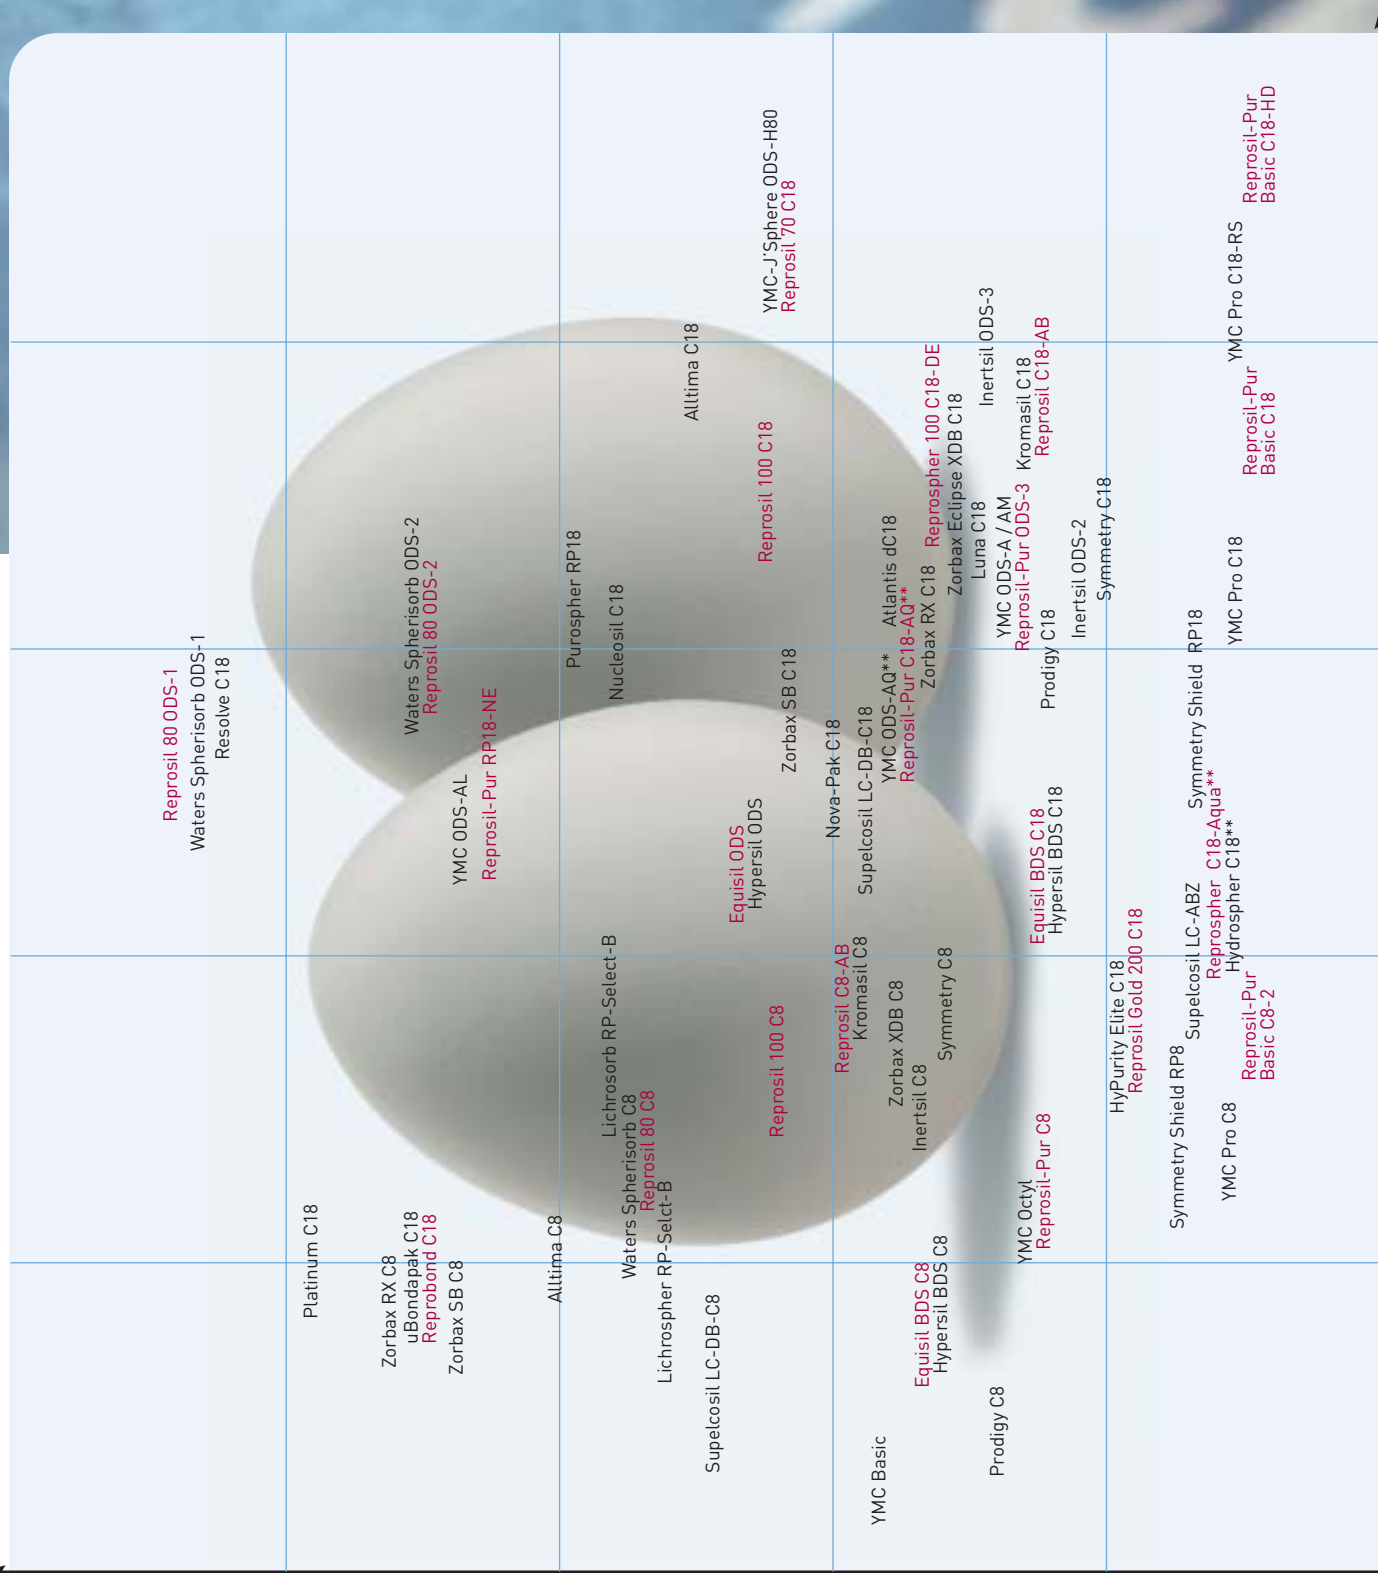 Reprosil 80 ODS-1
Waters Spherisorb ODS-1
Resolve C18
Platinum C18
Zorbax RX C8
Waters Spherisorb ODS-2
uBondapak C18
Reprosil 80 ODS-2
Reprobond C18
YMC ODS-AL
Zorbax SB C8
Reprosil-Pur RP18-NE
Alltima C8
Purospher RP18
Nucleosil C18
Lichrosorb RP-Select-B
Waters Spherisorb C8
Reprosil 80 C8
Lichrospher RP-Selct-B
Alltima C18
Supelcosil LC-DB-C8
Equisil ODS
Hypersil ODS
Reprosil 100 C18
YMC-J'Sphere ODS-H80
Reprosil 70 C18
Reprosil 100 C8
Zorbax SB C18
Nova-Pak C18
Reprosil C8-AB
Kromasil C8
Supelcosil LC-DB-C18
YMC Basic
Atlantis dC18
YMC ODS-AQ**
Reprosil-Pur C18-AQ**
Zorbax XDB C8
Inertsil C8
Equisil BDS C8
Hypersil BDS C8
Zorbax RX C18
Reprospher 100 C18-DE
Symmetry C8
Zorbax Eclipse XDB C18
Luna C18
Inertsil ODS-3
Prodigy C8
YMC ODS-A / AM
Reprosil-Pur ODS-3
Kromasil C18
Reprosil C18-AB
YMC Octyl
Reprosil-Pur C8
Equisil BDS C18
Hypersil BDS C18
Prodigy C18
Inertsil ODS-2
Symmetry C18
HyPurity Elite C18
Reprosil Gold 200 C18
Symmetry Shield RP8
Supelcosil LC-ABZ
Symmetry Shield RP18
Reprospher C18-Aqua**
Hydrospher C18**
YMC Pro C8
YMC Pro C18
YMC Pro C18-RS
Reprosil-Pur
Basic C8-2
Reprosil-Pur
Basic C18
Reprosil-Pur
Basic C18-HD